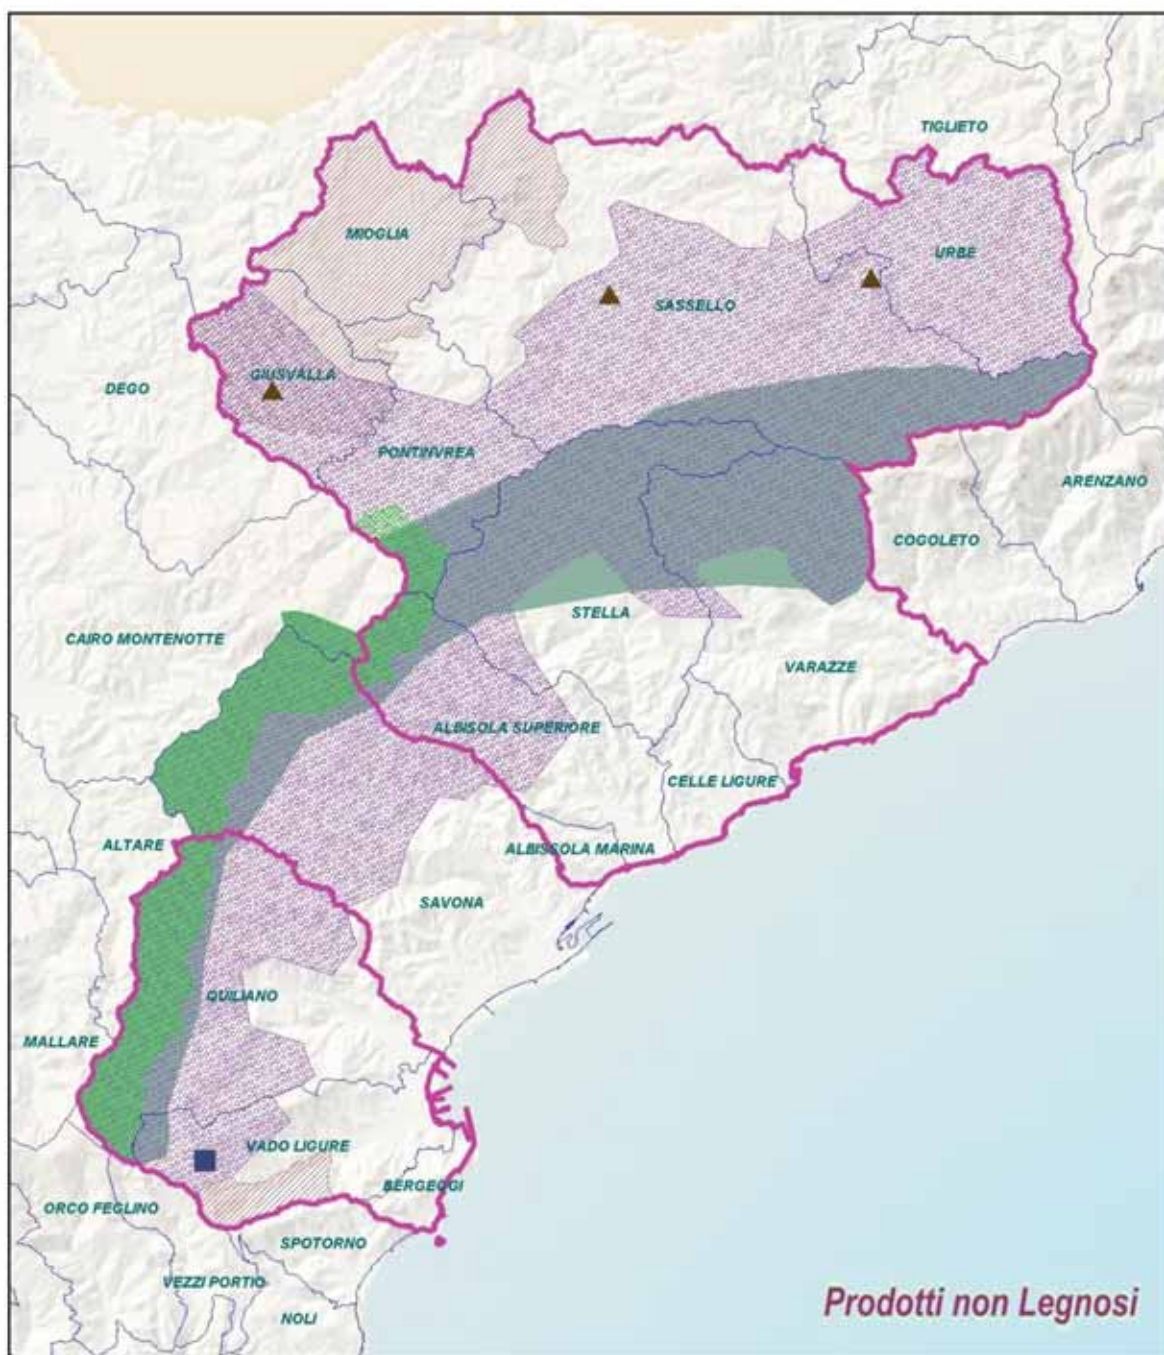 TIGLIETO
MIOGLIA
URBE
SASSELLO
GIUSVALLA
DEGO
PONTINVREA
ARENZANO
COGOLETO
STELLA
CAIRO MONTENOTTE
VARAZZE
ALBISOLA SUPERIORE
CELLE LIGURE
ALTARE
ALBISSOLA MARINA
SAVONA
QUILIANO
MALLARE
VADO LIGURE
BERGEGGI
ORCO FEGLINO
SPOTORNO
VEZZI PORTIO
NOLI
Prodotti non Legnosi